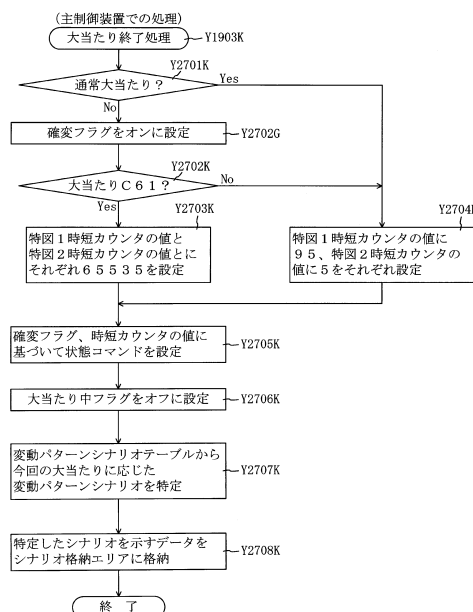 (主制御装置での処理)
大当たり終了処理
Y1903K
Y2701K
通常大当たり?
Yes
No
確変フラグをオンに設定
Y2702G
Y2702K
大当たりC61?
No
Yes
Y2703K
特図1時短カウンタの値と
特図2時短カウンタの値とに
それぞれ65535を設定
Y2704K
特図1時短カウンタの値に
95、特図2時短カウンタの
値に5をそれぞれ設定
確変フラグ、時短カウンタの値に
基づいて状態コマンドを設定
Y2705K
大当たり中フラグをオフに設定
Y2706K
変動パターンシナリオテーブルから
今回の大当たりに応じた
変動パターンシナリオを特定
Y2707K
特定したシナリオを示すデータを
シナリオ格納エリアに格納
Y2708K
終 了